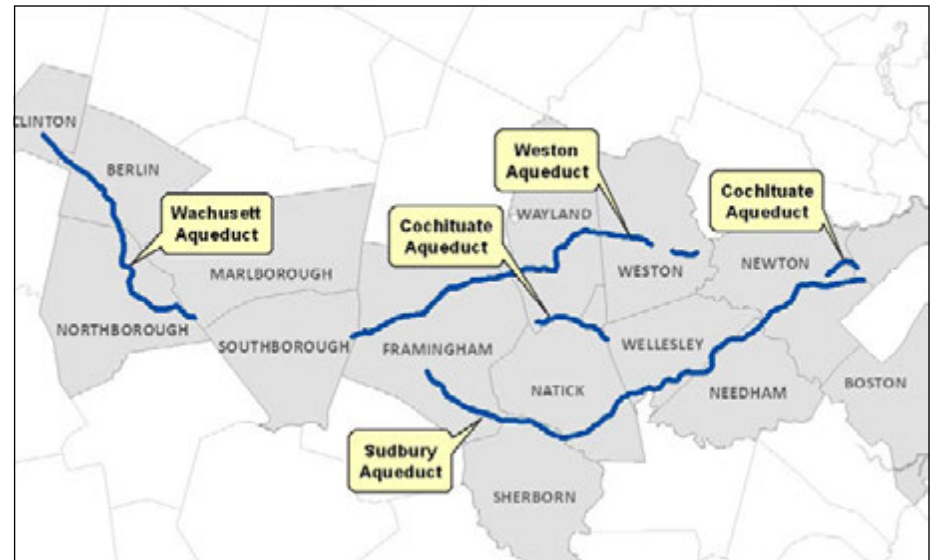 CLINTON
BERLIN
Weston
Aqueduct
Wachusett
Aqueduct
Cochituate
Aqueduct
WAYLAND
Cochituate
Aqueduct
MARLBOROUGH
WESTON
NEWTON
NORTHBOROUGH
SOUTHBOROUGH
FRAMINGHAM
WELLESLEY
NATICK
NEEDHAM
BOSTON
Sudbury
Aqueduct
SHERBORN